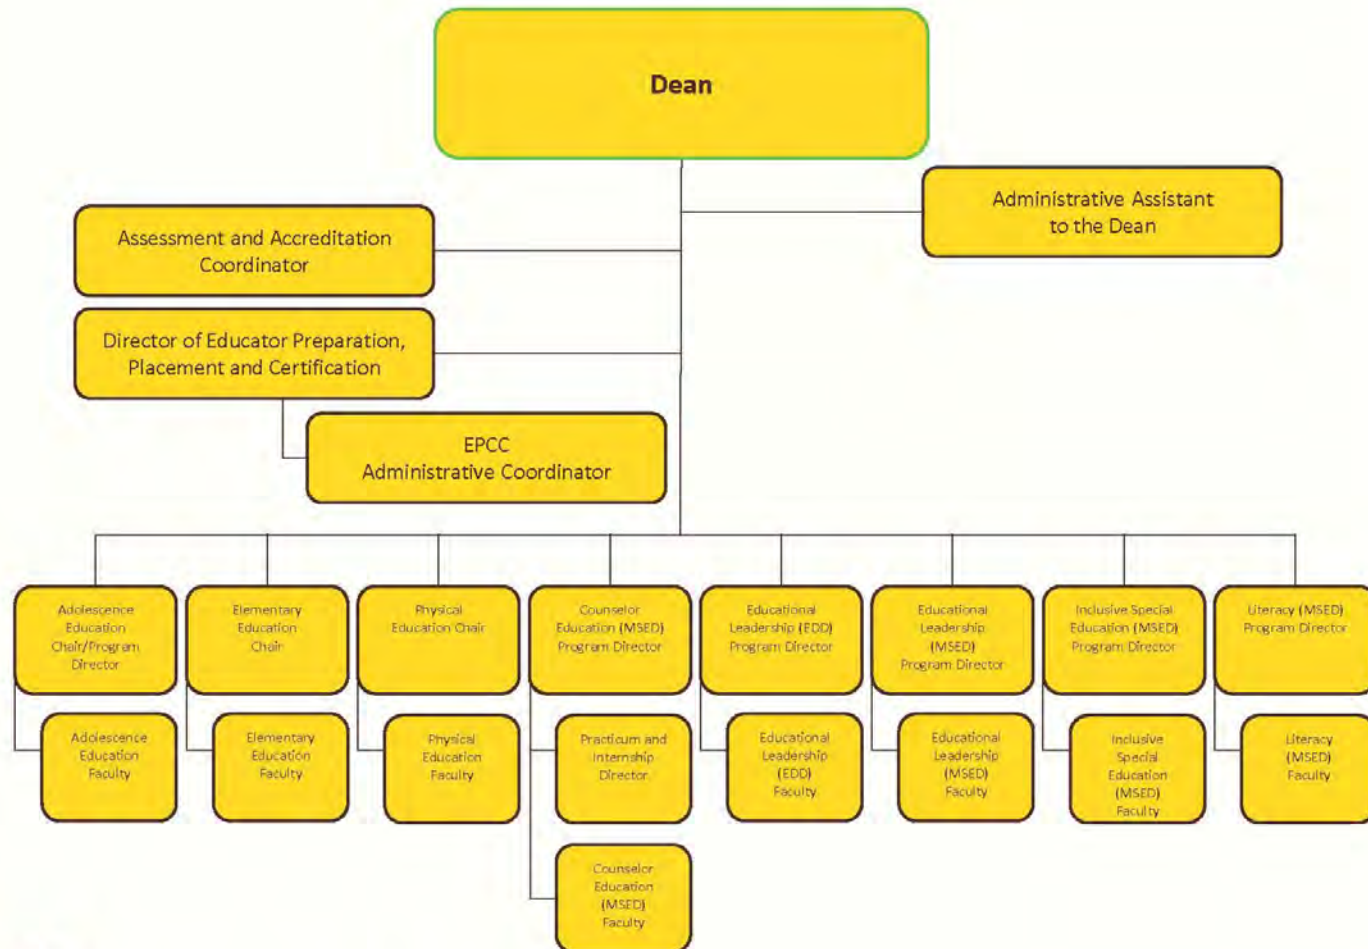 Dean
Administrative Assistant
to the Dean
Assessment and Accreditation
Coordinator
Director of Educator Preparation,
Placement and Certification
EPCC
Administrative Coordinator
Adolescence
Education
Chair/Program
Director
Elementary
Education
Chair
Physical
Education Chair
Counselor
Education (MSED)
Program Director
Educational
Leadership (EDD)
Program Director
Educational
Leadership
(MSED)
Program Director
Inclusive Special
Education (MSED)
Program Director
Literacy (MSED)
Program Director
Adolescence
Education
Faculty
Elementary
Education
Faculty
Physical
Education
Faculty
Practicum and
Internship
Director
Educational
Leadership
(EDD)
Faculty
Educational
Leadership
(MSED)
Faculty
Inclusive
Special
Education
(MSED)
Faculty
Literacy
(MSED)
Faculty
Counselor
Education
(MSED)
Faculty